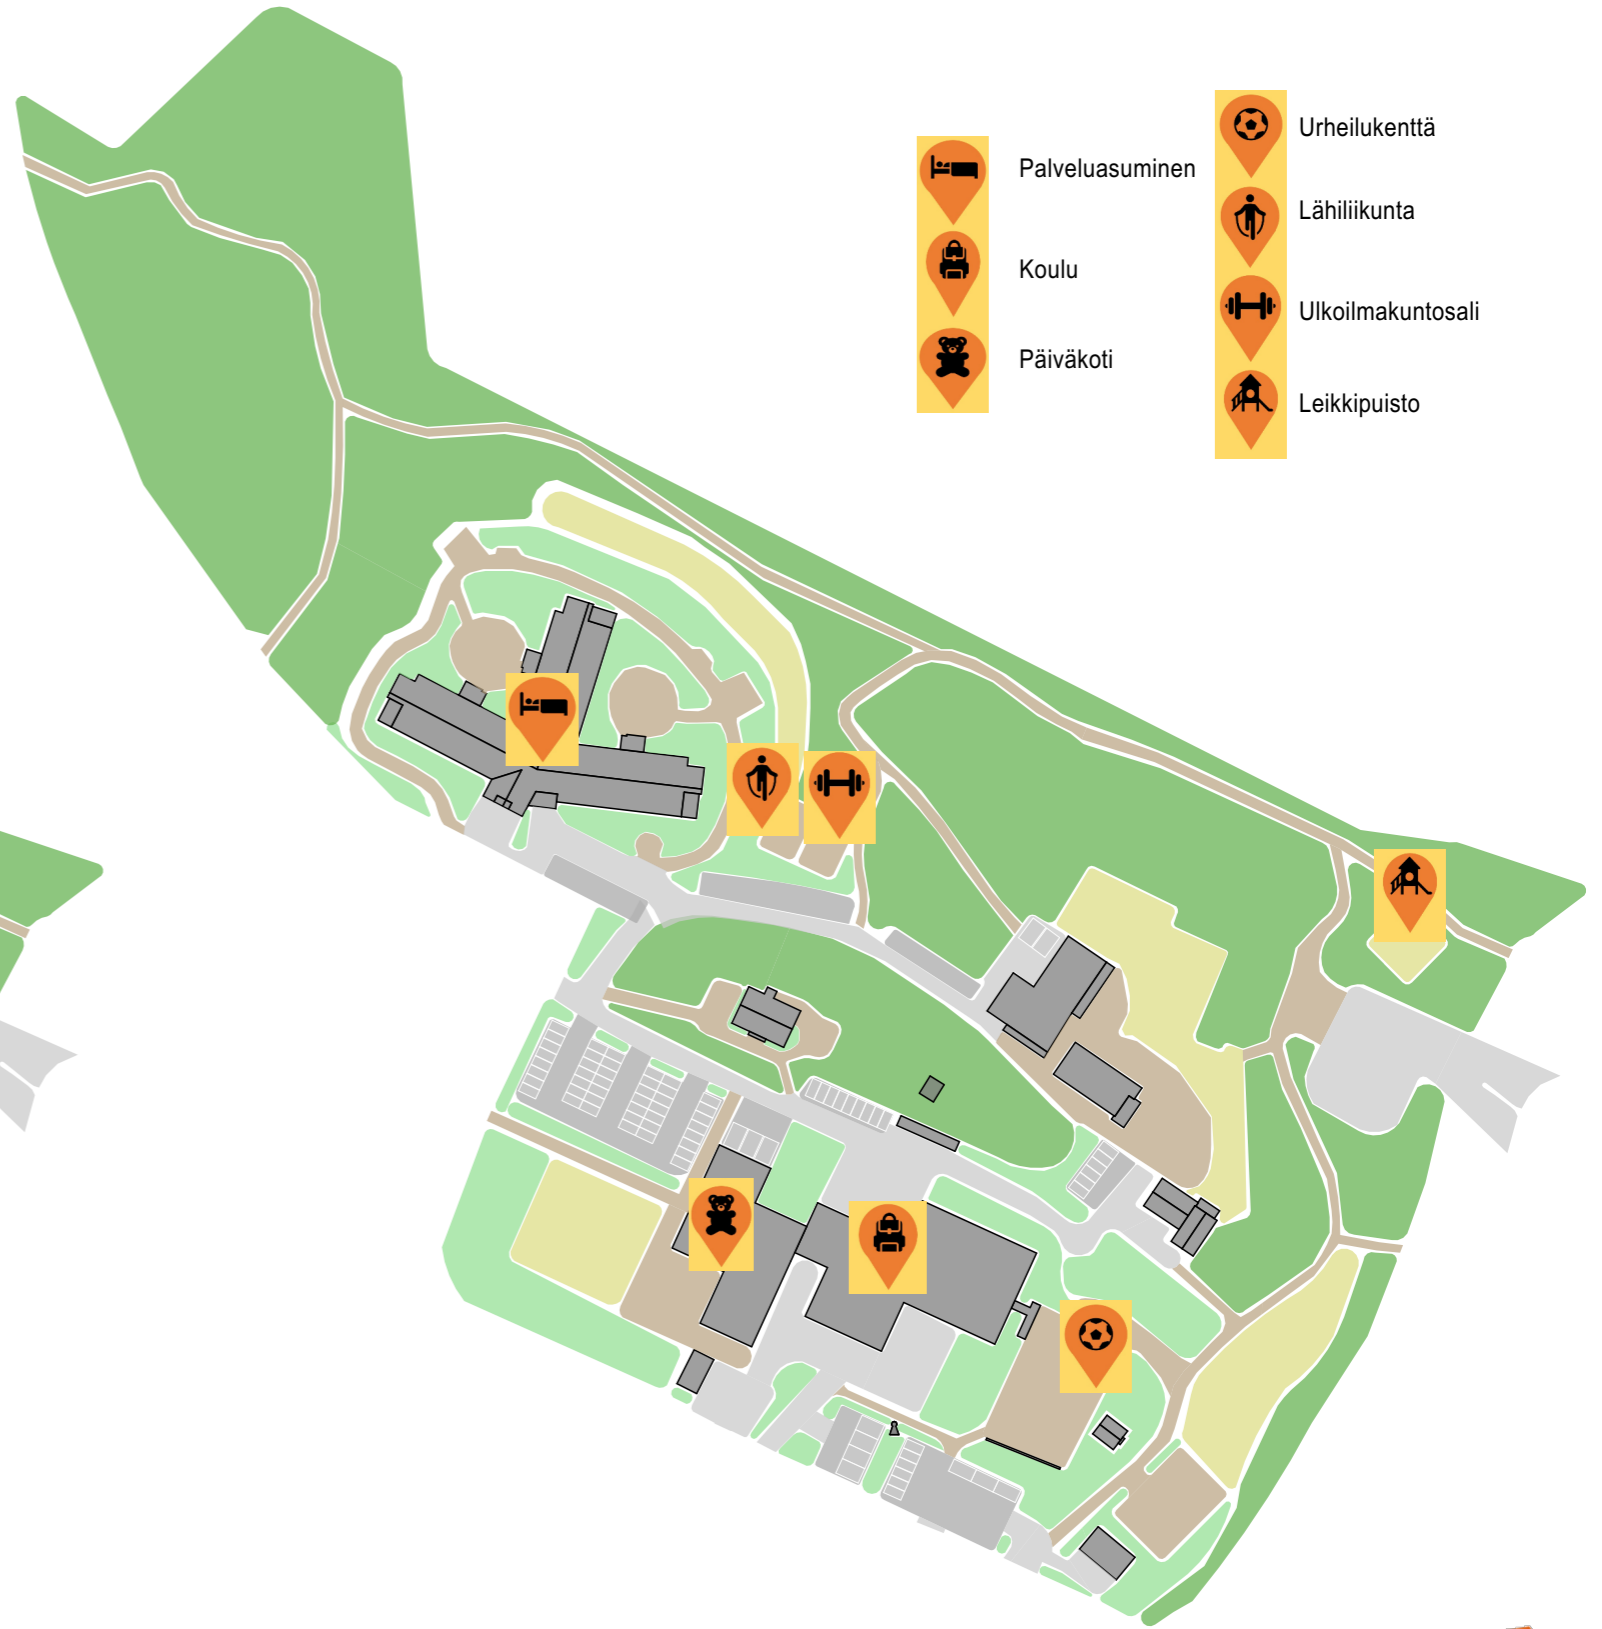 Palveluasuminen
Koulu
Päiväkoti
Urheilukenttä
Lähiliikunta
Ulkoilmakuntosali
Leikkipuisto